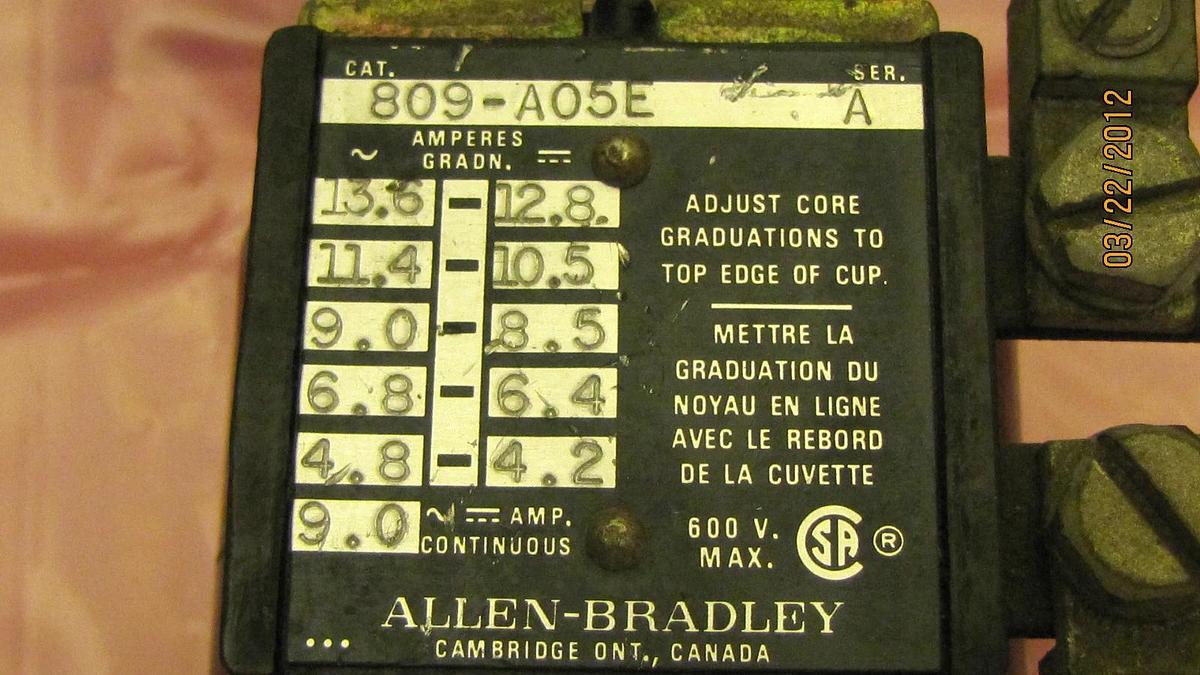 CAT. SER.
809-A05E A
AMPERES
∼ GRADN. ⎓
13.6 - 12.8
11.4 - 10.5
9.0 - 8.5
6.8 - 6.4
4.8 - 4.2
9.0 ∼ ⎓ AMP.
CONTINUOUS
ADJUST CORE
GRADUATIONS TO
TOP EDGE OF CUP.
METTRE LA
GRADUATION DU
NOYAU EN LIGNE
AVEC LE REBORD
DE LA CUVETTE
600 V.
MAX.
CSA ®
ALLEN-BRADLEY
... CAMBRIDGE ONT., CANADA
03/22/2012